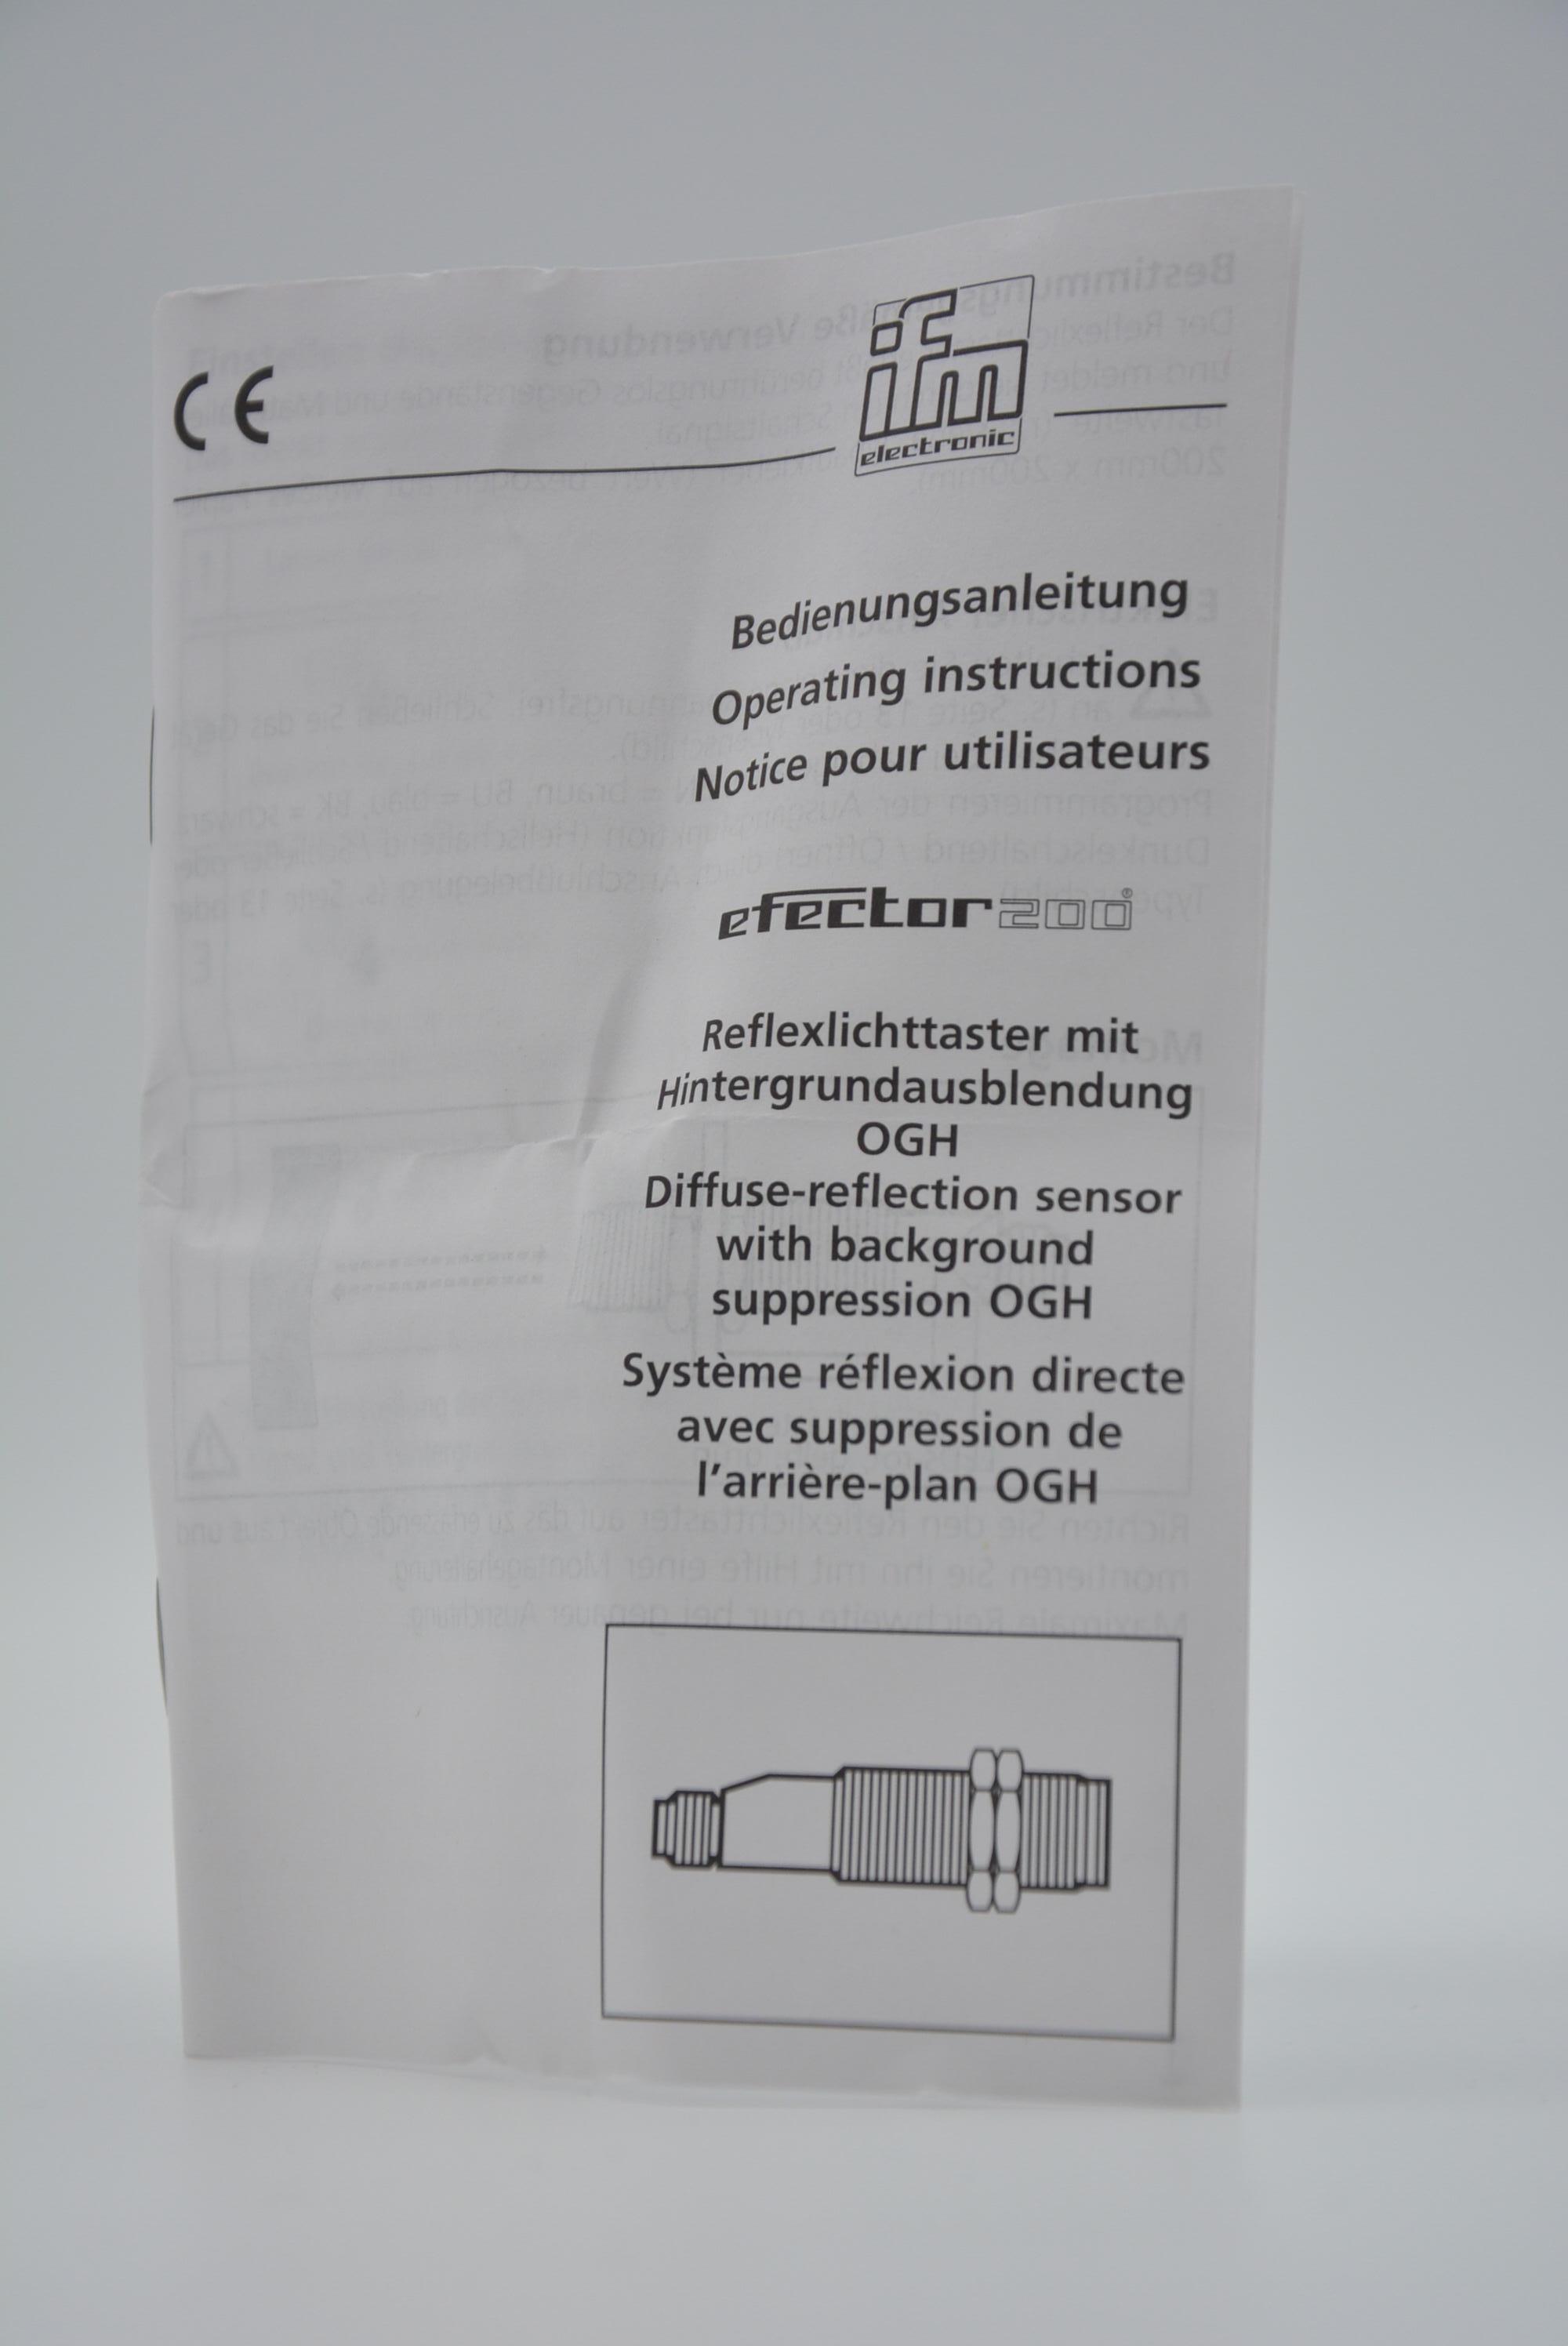 CE
ifm
electronic
Bedienungsanleitung
Operating instructions
Notice pour utilisateurs
efector200®
Reflexlichttaster mit
Hintergrundausblendung
OGH
Diffuse-reflection sensor
with background
suppression OGH
Système réflexion directe
avec suppression de
l'arrière-plan OGH